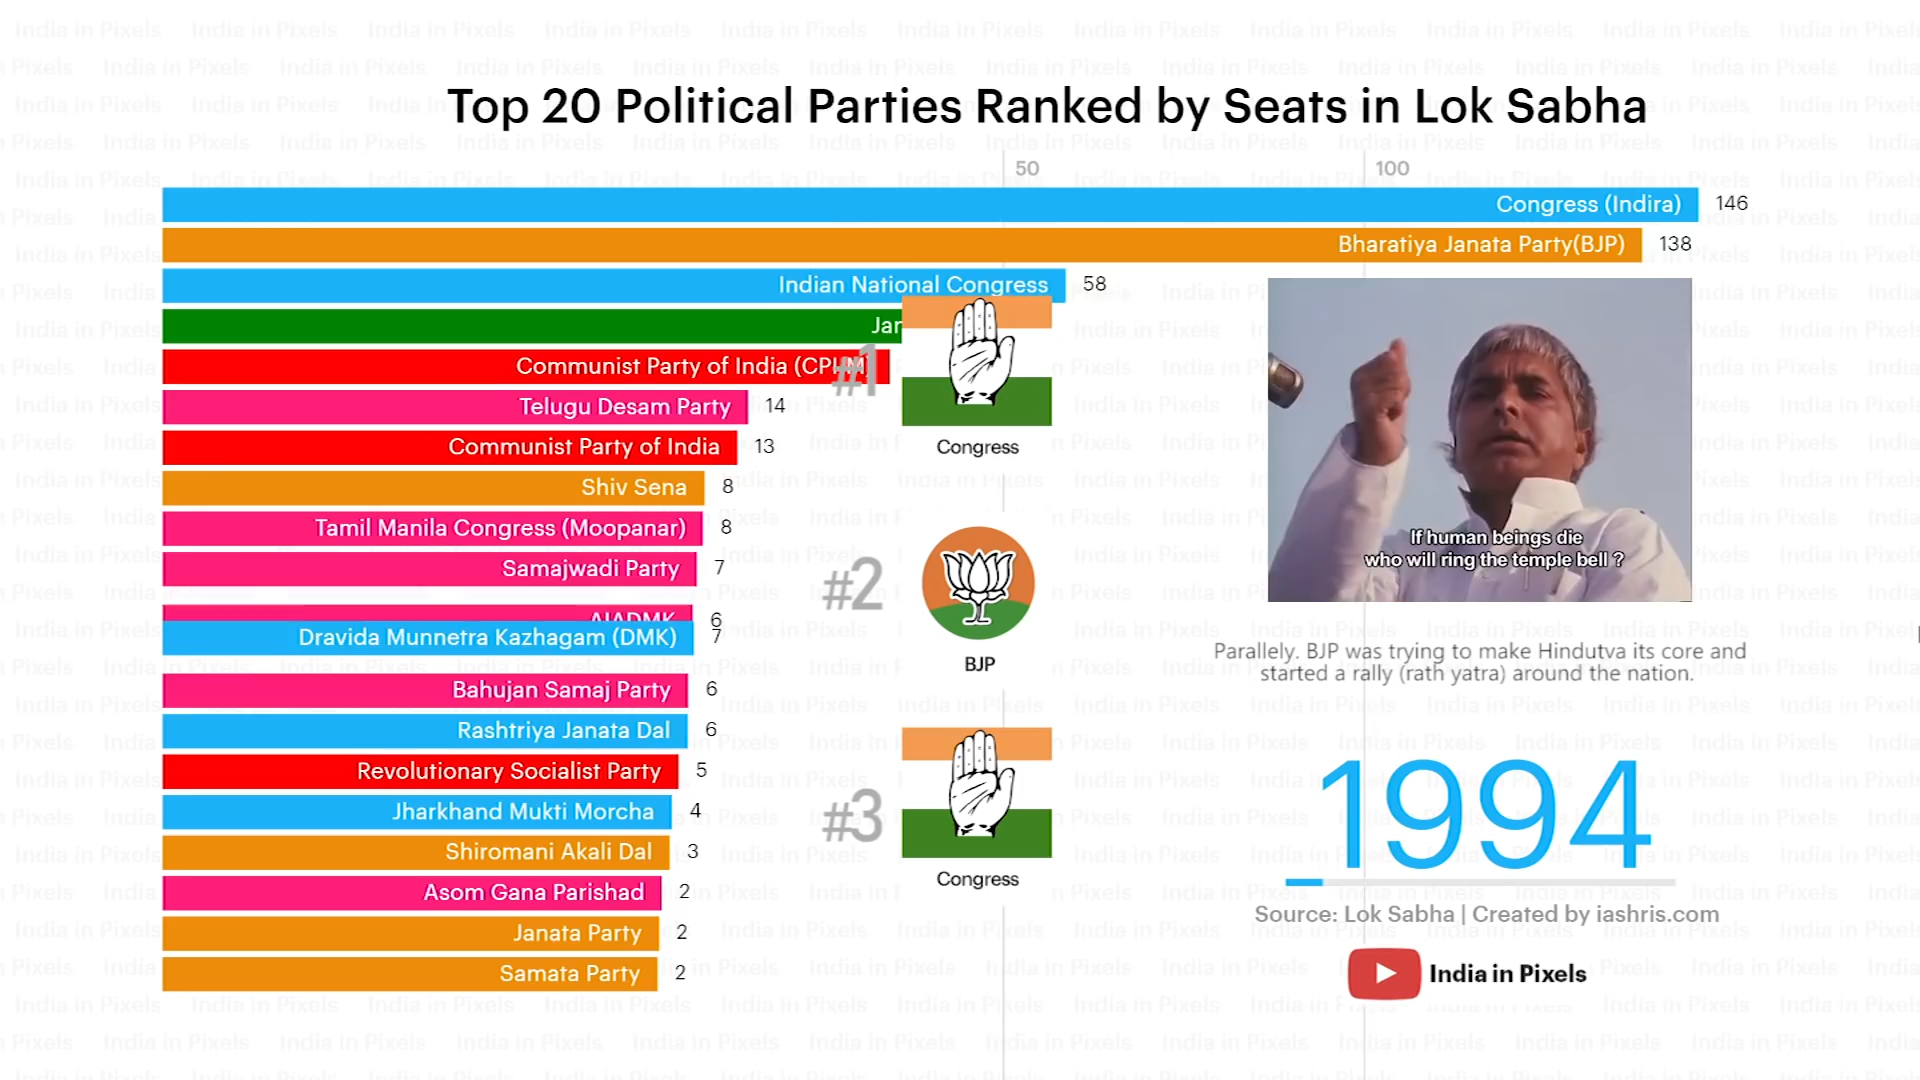 Top 20 Political Parties Ranked by Seats in Lok Sabha
50 100
Congress (Indira) 146
Bharatiya Janata Party(BJP) 138
Indian National Congress 58
Jar
Communist Party of India (CPI
#1
Congress
Telugu Desam Party 14
Communist Party of India 13
Shiv Sena 8
Tamil Manila Congress (Moopanar) 8
Samajwadi Party 7
AIADMK 6
Dravida Munnetra Kazhagam (DMK) 7
#2
BJP
Bahujan Samaj Party 6
Rashtriya Janata Dal 6
Revolutionary Socialist Party 5
Jharkhand Mukti Morcha 4
Shiromani Akali Dal 3
Asom Gana Parishad 2
Janata Party 2
Samata Party 2
#3
Congress
If human beings die
who will ring the temple bell ?
Parallely. BJP was trying to make Hindutva its core and
started a rally (rath yatra) around the nation.
1994
Source: Lok Sabha | Created by iashris.com
India in Pixels